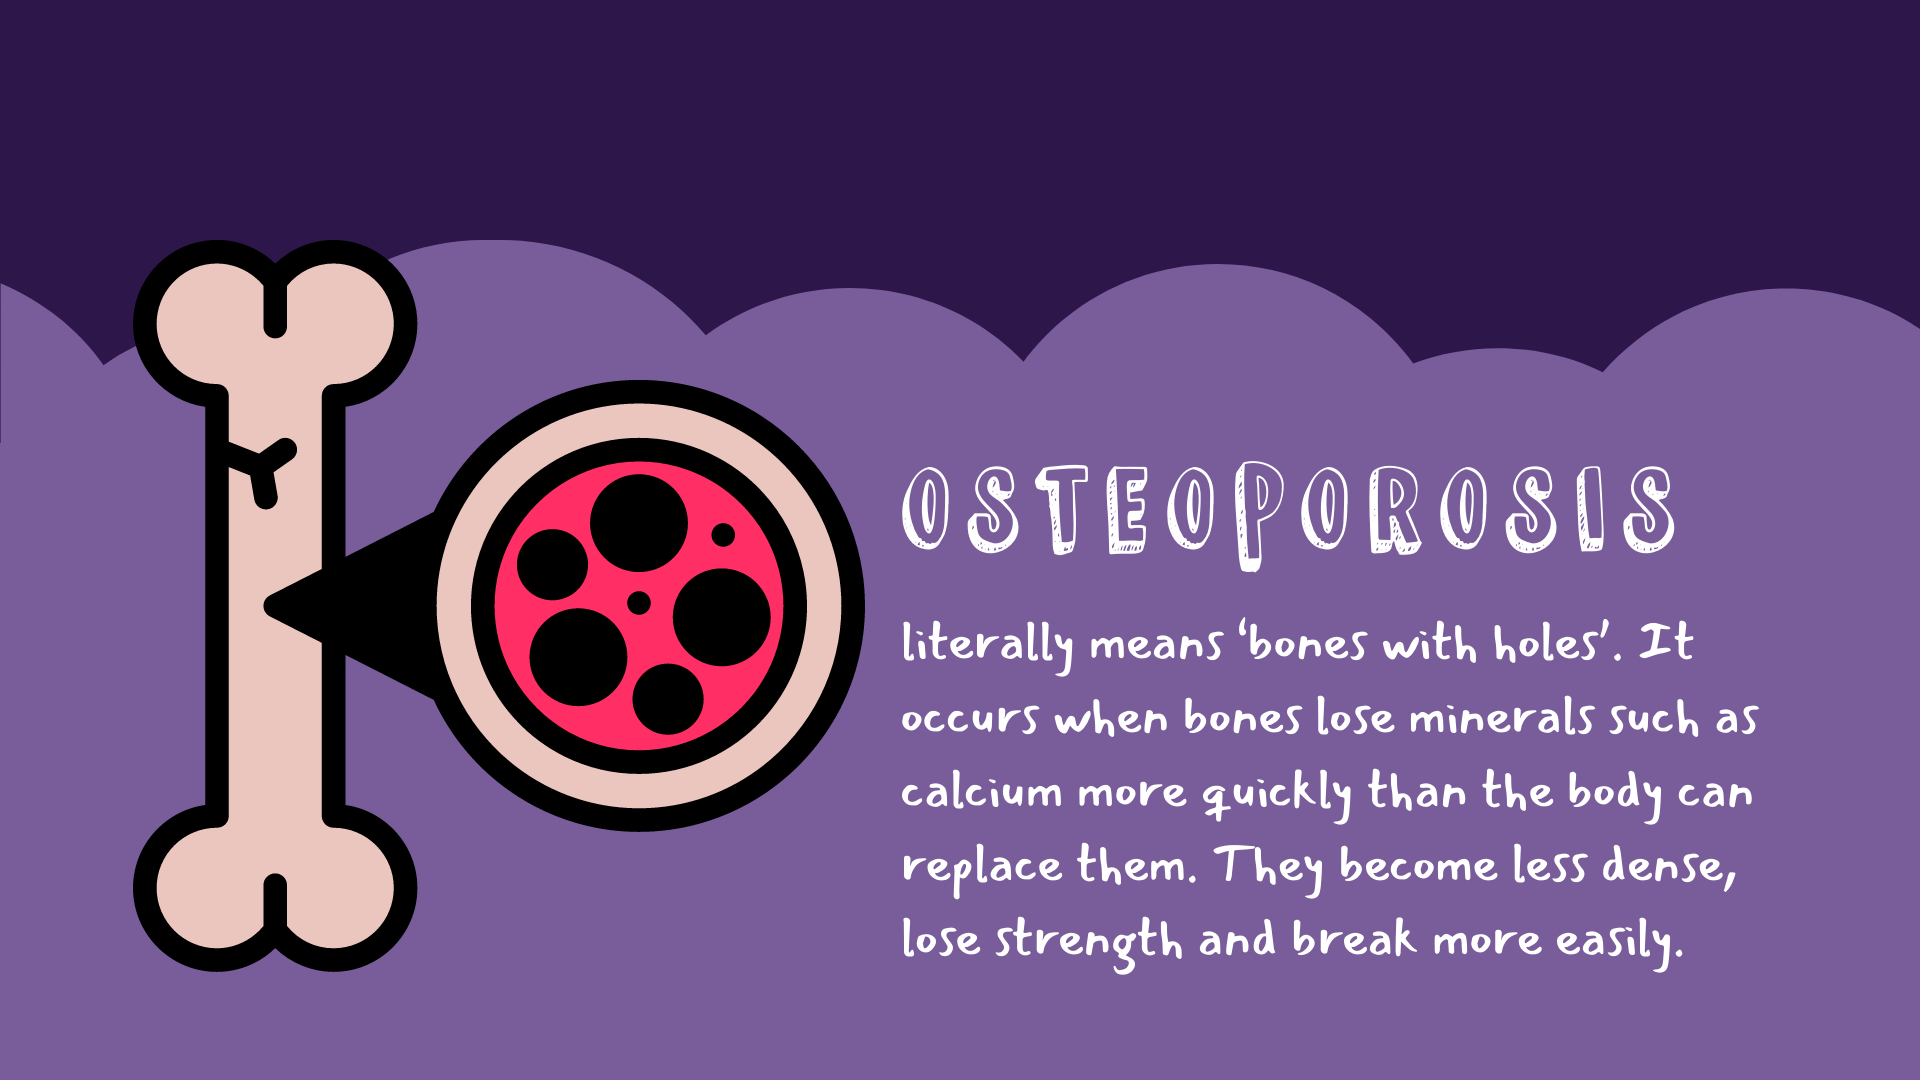 OSTEOPOROSIS
literally means ‘bones with holes’. It
occurs when bones lose minerals such as
calcium more quickly than the body can
replace them. They become less dense,
lose strength and break more easily.